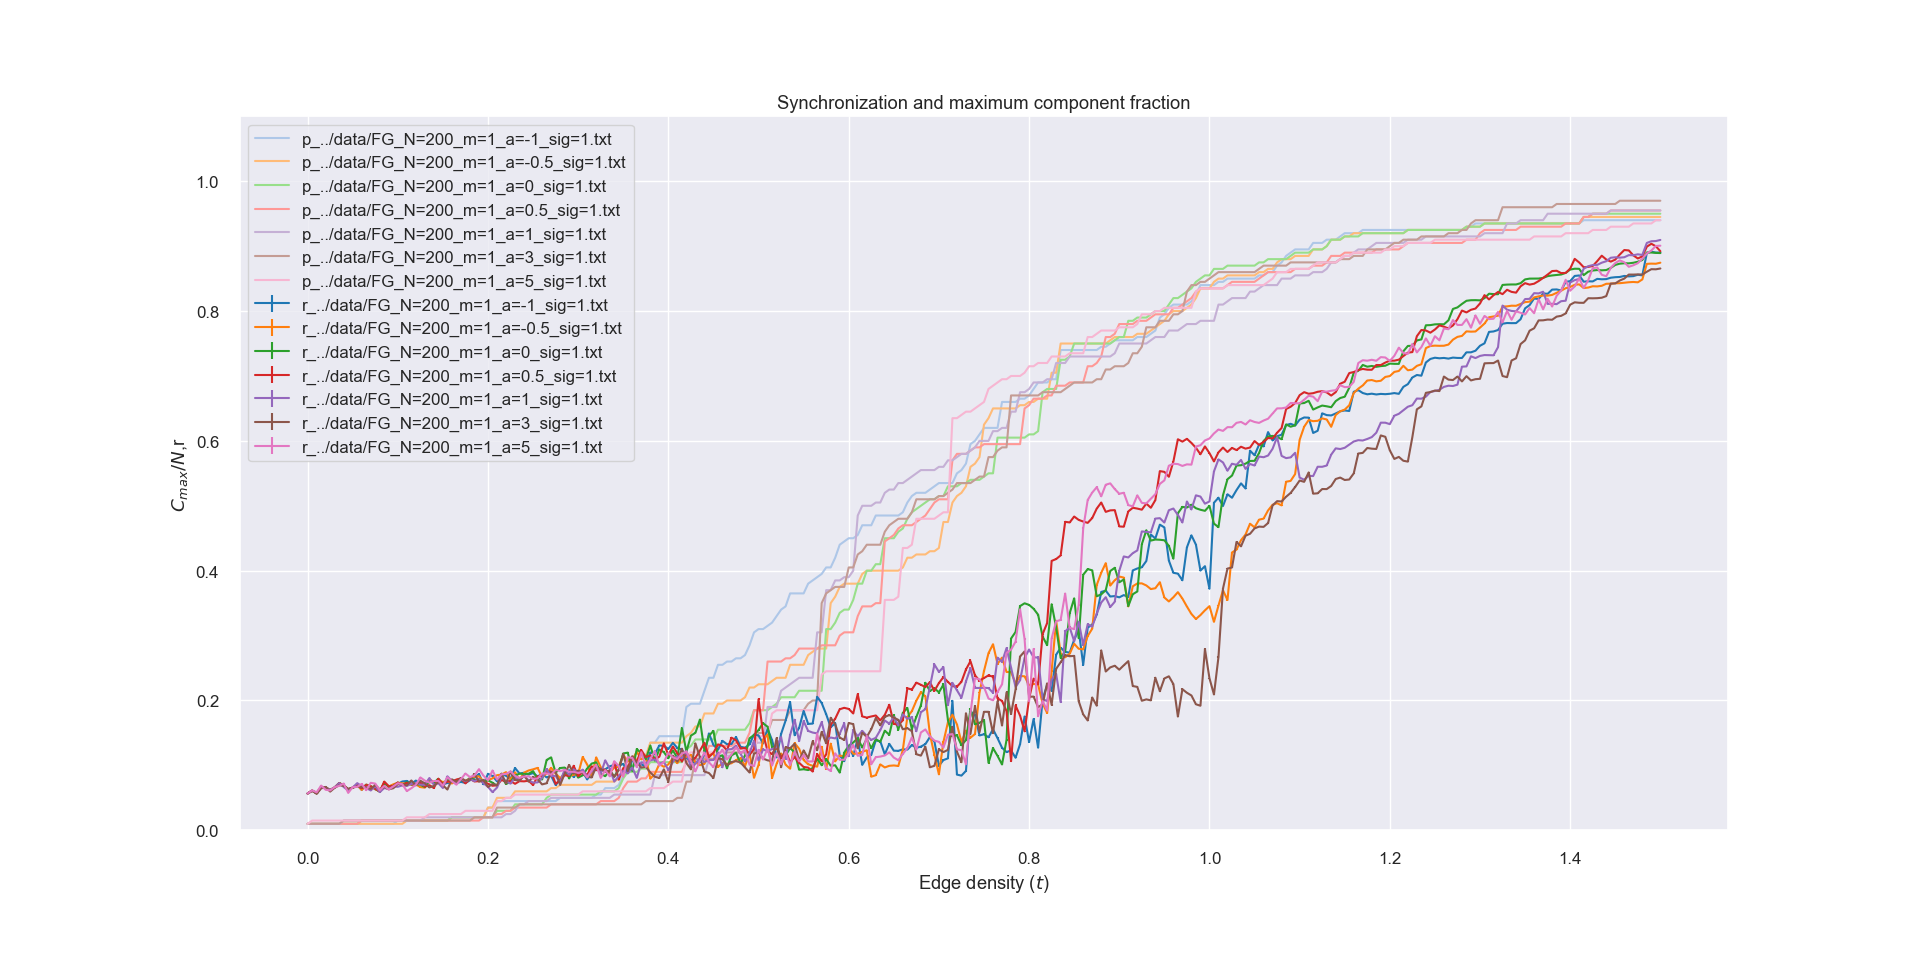 Synchronization and maximum component fraction
p_../data/FG_N=200_m=1_a=-1_sig=1.txt
p_../data/FG_N=200_m=1_a=-0.5_sig=1.txt
p_../data/FG_N=200_m=1_a=0_sig=1.txt
p_../data/FG_N=200_m=1_a=0.5_sig=1.txt
p_../data/FG_N=200_m=1_a=1_sig=1.txt
p_../data/FG_N=200_m=1_a=3_sig=1.txt
p_../data/FG_N=200_m=1_a=5_sig=1.txt
r_../data/FG_N=200_m=1_a=-1_sig=1.txt
r_../data/FG_N=200_m=1_a=-0.5_sig=1.txt
r_../data/FG_N=200_m=1_a=0_sig=1.txt
r_../data/FG_N=200_m=1_a=0.5_sig=1.txt
r_../data/FG_N=200_m=1_a=1_sig=1.txt
r_../data/FG_N=200_m=1_a=3_sig=1.txt
r_../data/FG_N=200_m=1_a=5_sig=1.txt
1.0
0.8
0.6
0.4
0.2
0.0
C_max/N,r
0.0 0.2 0.4 0.6 0.8 1.0 1.2 1.4
Edge density (t)